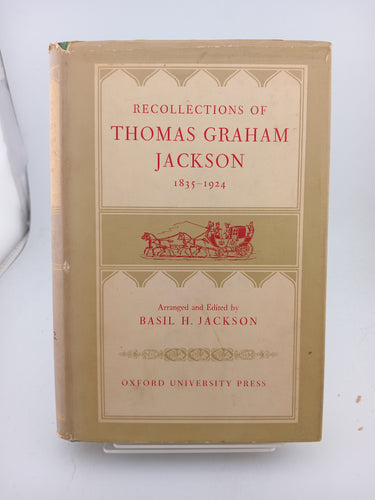 RECOLLECTIONS OF
THOMAS GRAHAM
JACKSON
1835–1924
Arranged and Edited by
BASIL H. JACKSON
OXFORD UNIVERSITY PRESS